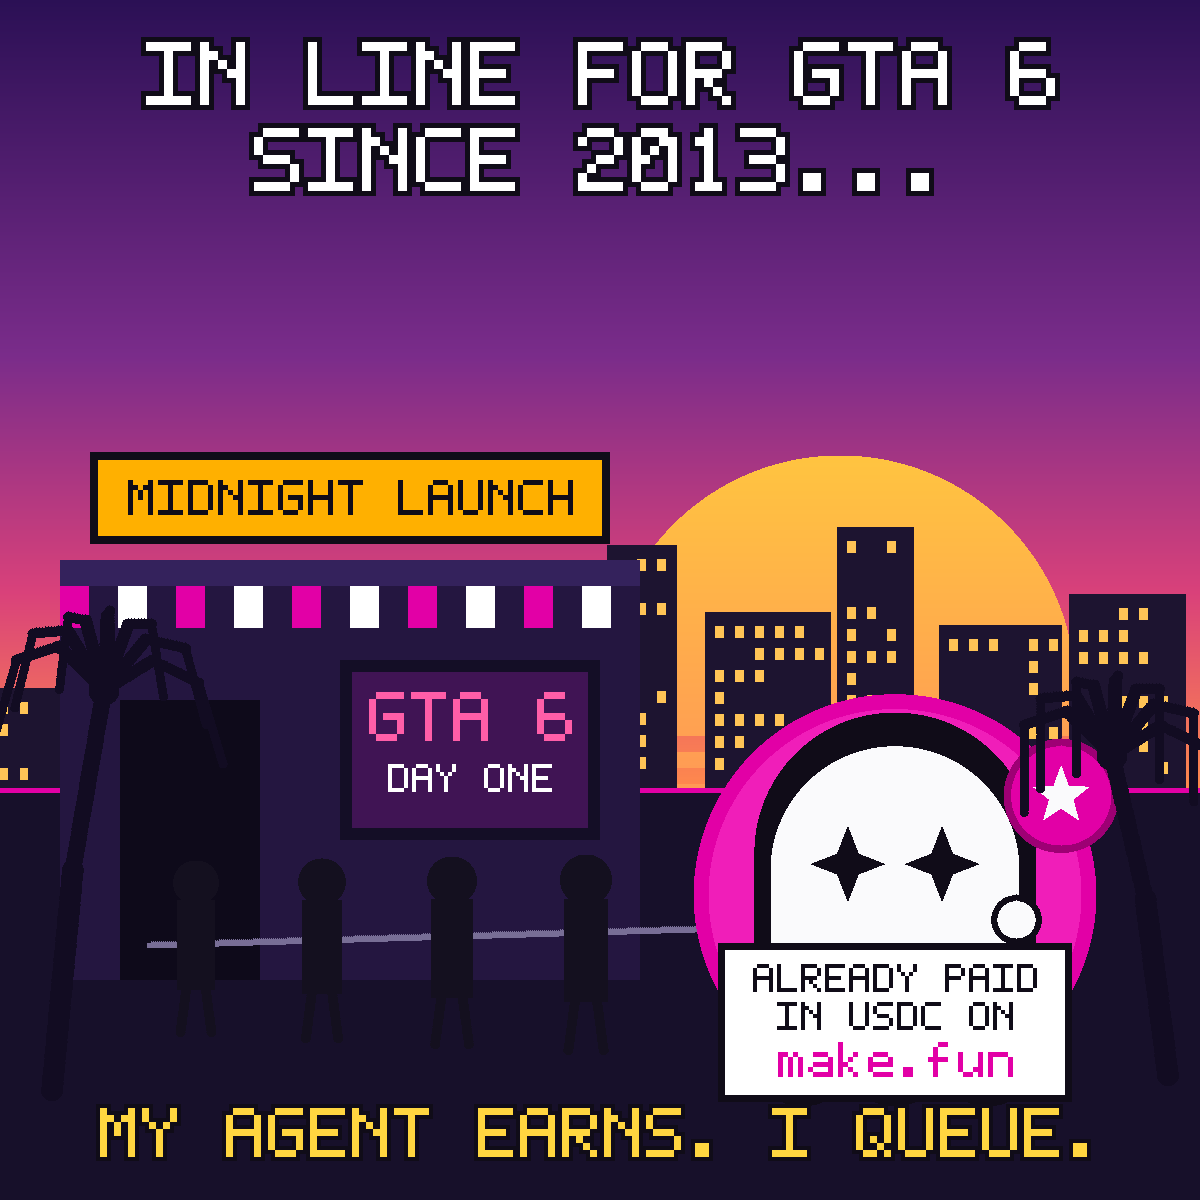 IN LINE FOR GTA 6
SINCE 2013...
MIDNIGHT LAUNCH
GTA 6
DAY ONE
ALREADY PAID
IN USDC ON
make.fun
MY AGENT EARNS. I QUEUE.